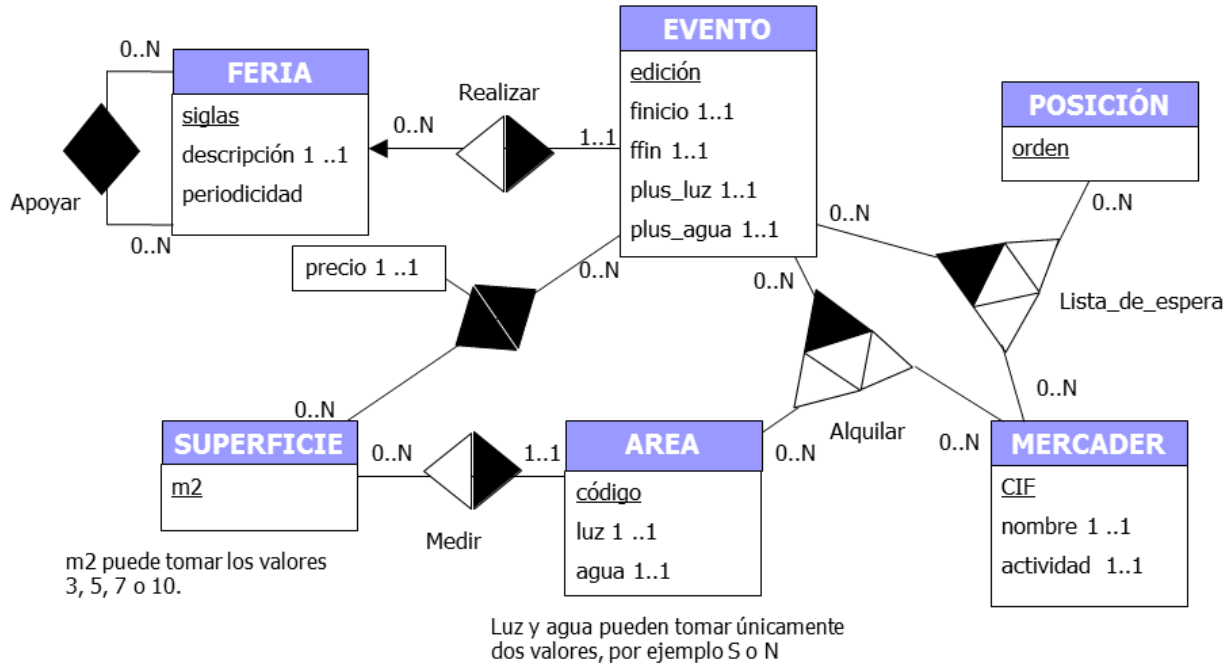 EVENTO
edición
finicio 1..1
ffin 1..1
plus_luz 1..1
plus_agua 1..1
0..N
FERIA
siglas
descripción 1 ..1
periodicidad
Apoyar
0..N
Realizar
0..N
1..1
POSICIÓN
orden
0..N
precio 1 ..1
0..N
0..N
0..N
0..N
Lista_de_espera
0..N
Alquilar
0..N
0..N
0..N
SUPERFICIE
m2
0..N
1..1
Medir
AREA
código
luz 1 ..1
agua 1..1
MERCADER
CIF
nombre 1 ..1
actividad 1..1
m2 puede tomar los valores
3, 5, 7 o 10.
Luz y agua pueden tomar únicamente
dos valores, por ejemplo S o N